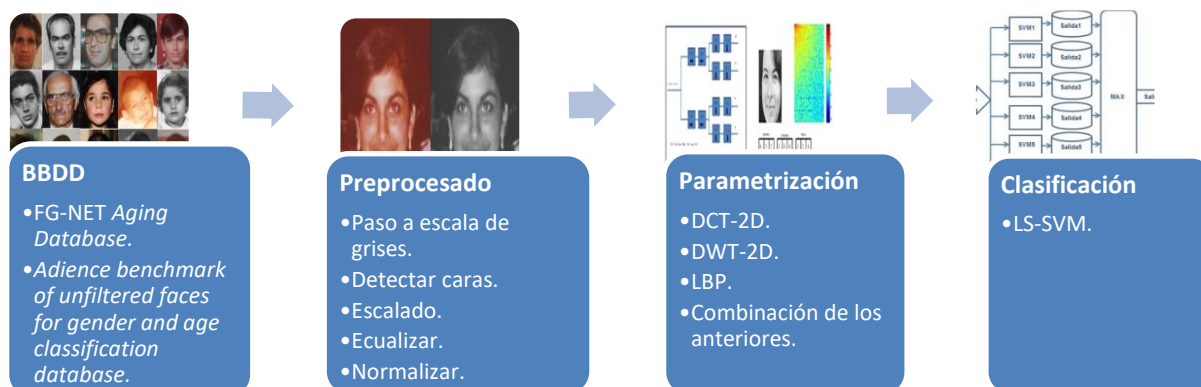 BBDD
•FG-NET Aging
Database.
•Adience benchmark
of unfiltered faces
for gender and age
classification
database.
Preprocesado
•Paso a escala de
grises.
•Detectar caras.
•Escalado.
•Ecualizar.
•Normalizar.
Parametrización
•DCT-2D.
•DWT-2D.
•LBP.
•Combinación de los
anteriores.
SVM1
Salida1
SVM2
Salida2
SVM3
Salida3
SVM4
Salida4
SVM5
Salida5
MAX
Clasificación
•LS-SVM.